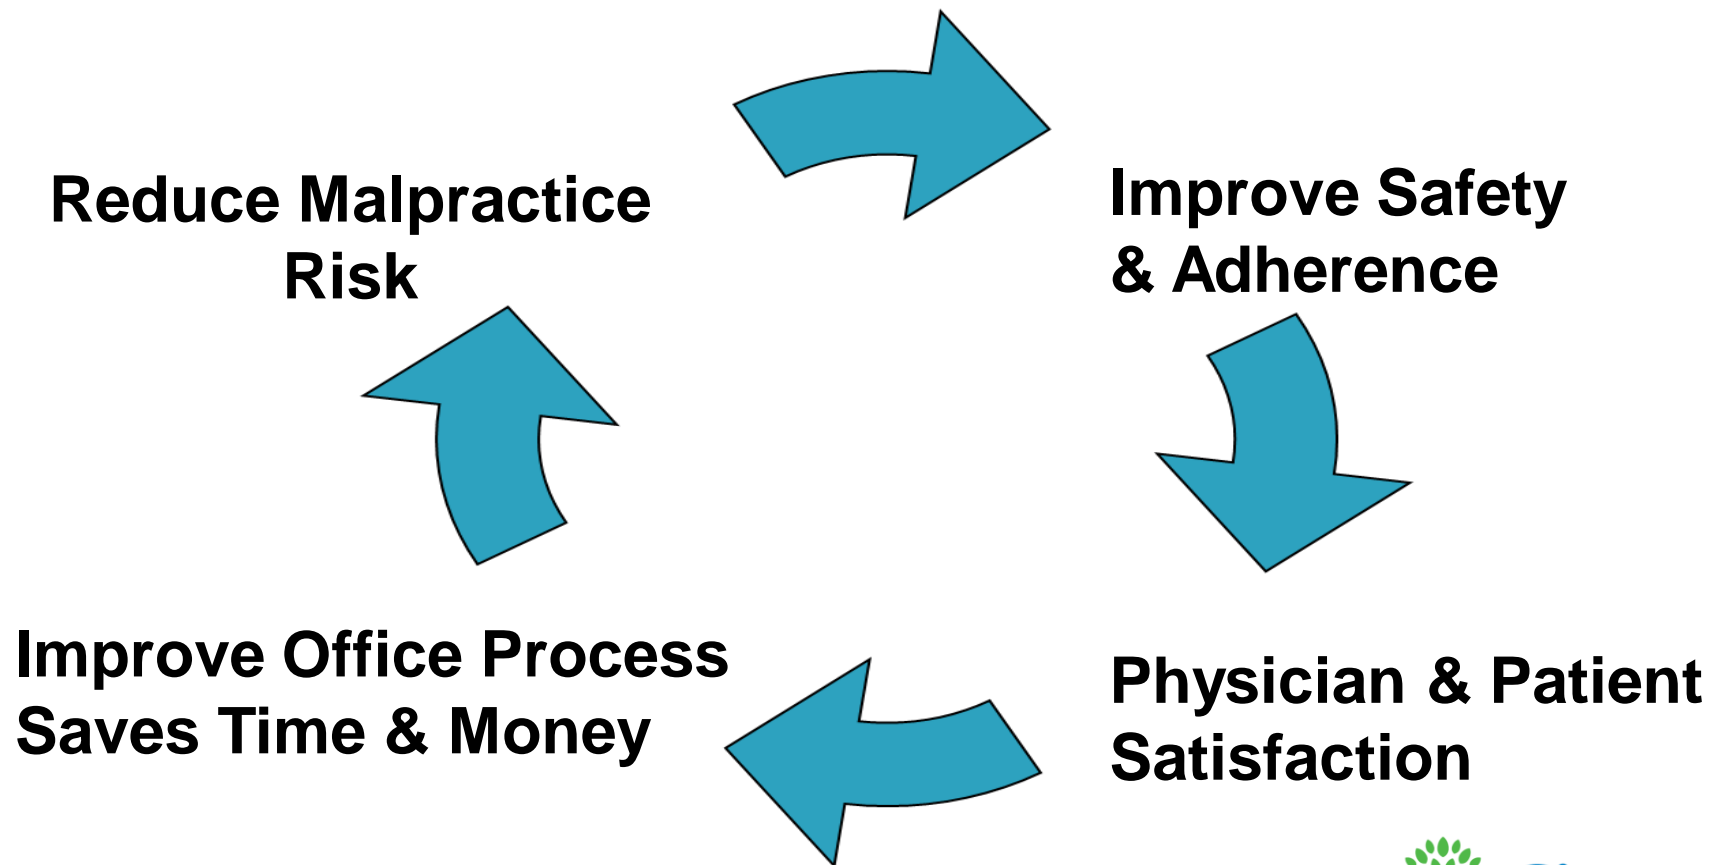 Reduce Malpractice
Risk
Improve Safety
& Adherence
Improve Office Process
Saves Time & Money
Physician & Patient
Satisfaction